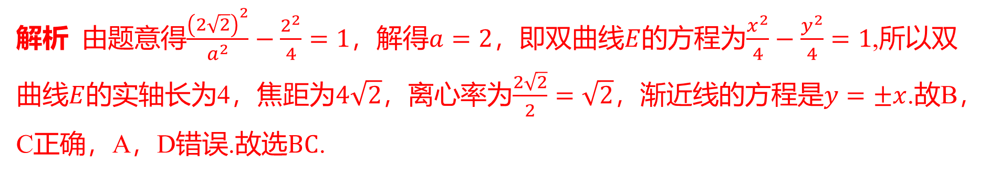 解析 由题意得$\frac{(2\sqrt{2})^2}{a^2}-\frac{2^2}{4}=1$，解得$a=2$，即双曲线$E$的方程为$\frac{x^2}{4}-\frac{y^2}{4}=1$,所以双
曲线$E$的实轴长为4，焦距为$4\sqrt{2}$，离心率为$\frac{2\sqrt{2}}{2}=\sqrt{2}$，渐近线的方程是$y=\pm x$.故B，
C正确，A，D错误.故选BC.